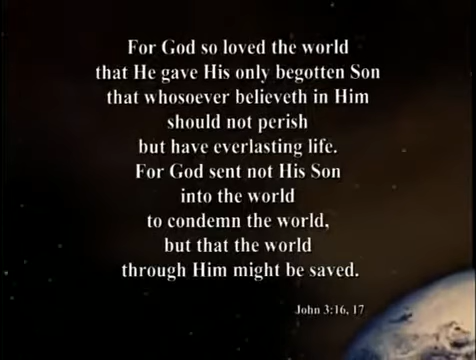 For God so loved the world
that He gave His only begotten Son
that whosoever believeth in Him
should not perish
but have everlasting life.
For God sent not His Son
into the world
to condemn the world,
but that the world
through Him might be saved.
John 3:16, 17